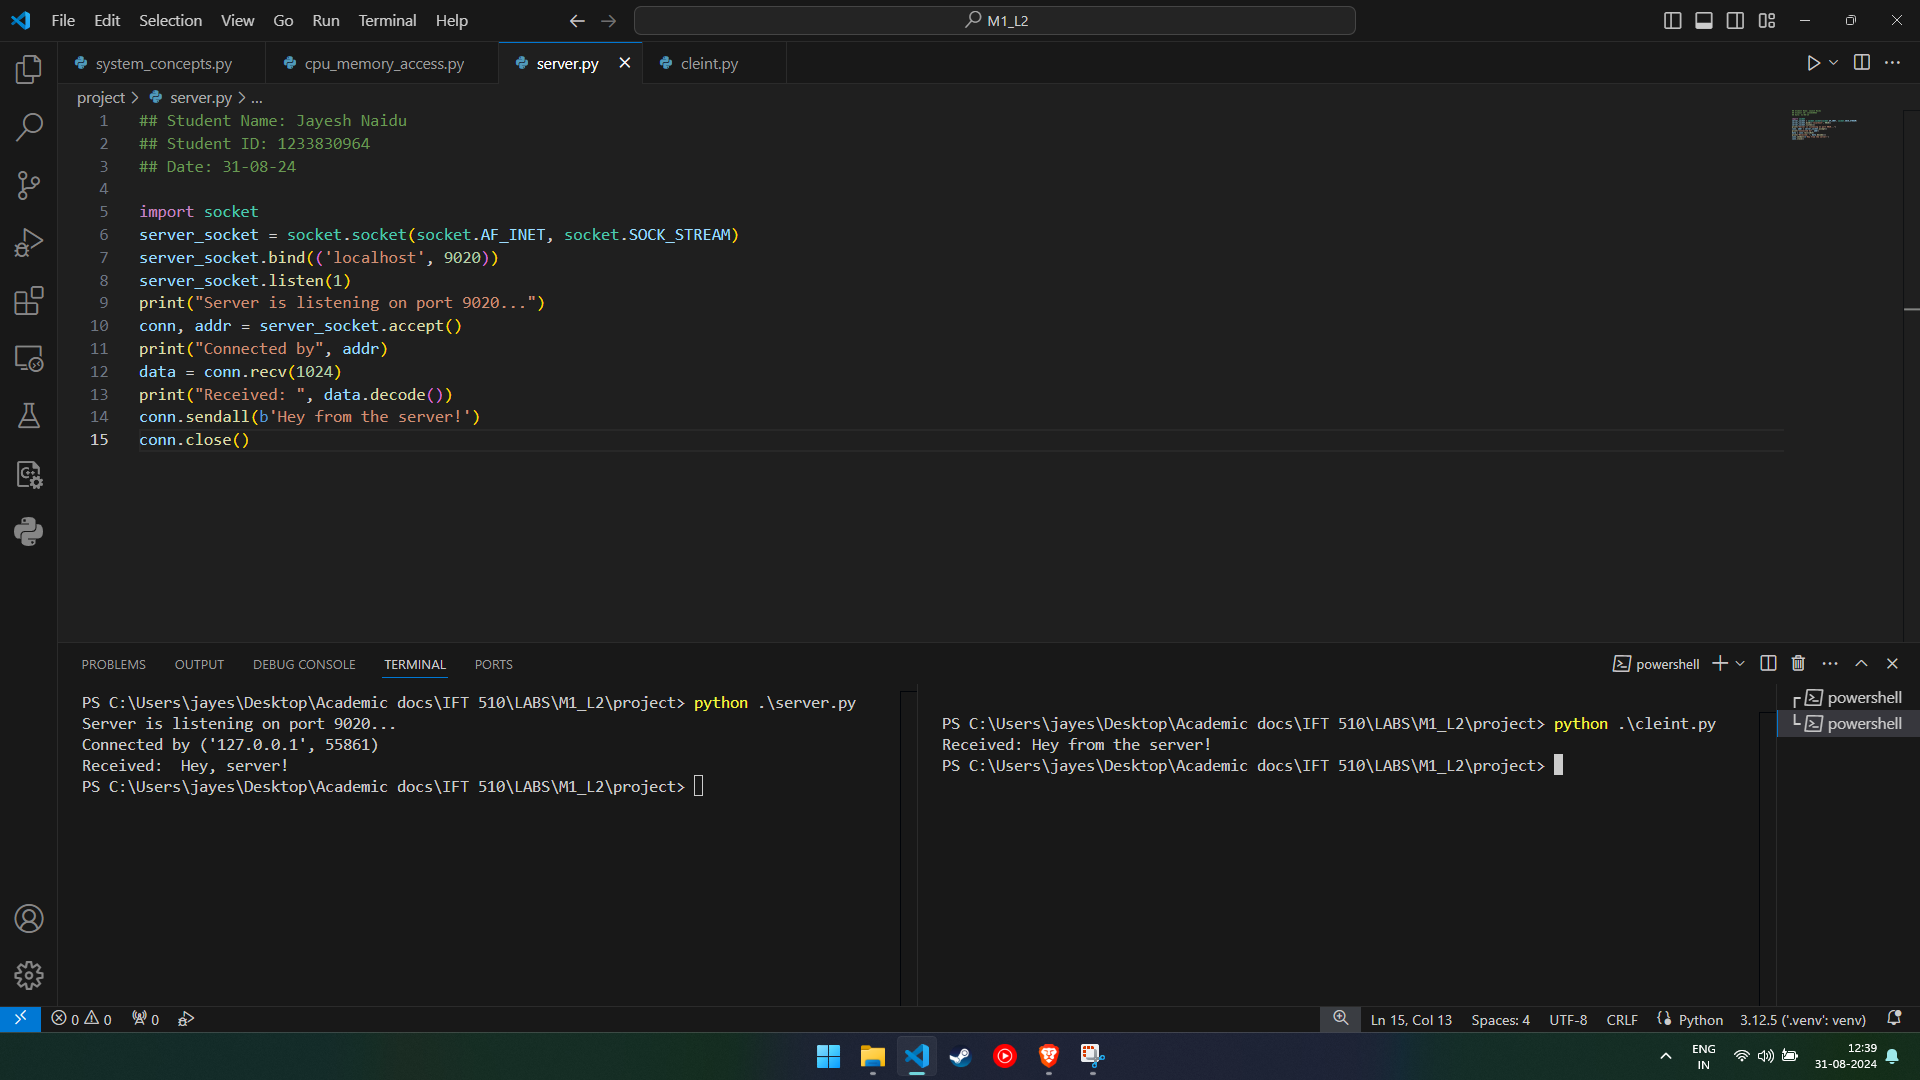 File Edit Selection View Go Run Terminal Help
M1_L2
system_concepts.py
cpu_memory_access.py
server.py
cleint.py
project > server.py > ...
1 ## Student Name: Jayesh Naidu
2 ## Student ID: 1233830964
3 ## Date: 31-08-24
4
5 import socket
6 server_socket = socket.socket(socket.AF_INET, socket.SOCK_STREAM)
7 server_socket.bind(('localhost', 9020))
8 server_socket.listen(1)
9 print("Server is listening on port 9020...")
10 conn, addr = server_socket.accept()
11 print("Connected by", addr)
12 data = conn.recv(1024)
13 print("Received: ", data.decode())
14 conn.sendall(b'Hey from the server!')
15 conn.close()
PROBLEMS OUTPUT DEBUG CONSOLE TERMINAL PORTS
powershell
PS C:\Users\jayes\Desktop\Academic docs\IFT 510\LABS\M1_L2\project> python .\server.py
Server is listening on port 9020...
Connected by ('127.0.0.1', 55861)
Received:  Hey, server!
PS C:\Users\jayes\Desktop\Academic docs\IFT 510\LABS\M1_L2\project>
PS C:\Users\jayes\Desktop\Academic docs\IFT 510\LABS\M1_L2\project> python .\cleint.py
Received: Hey from the server!
PS C:\Users\jayes\Desktop\Academic docs\IFT 510\LABS\M1_L2\project>
powershell
powershell
0 0 0
Ln 15, Col 13 Spaces: 4 UTF-8 CRLF Python 3.12.5 ('.venv': venv)
ENG
IN
12:39
31-08-2024